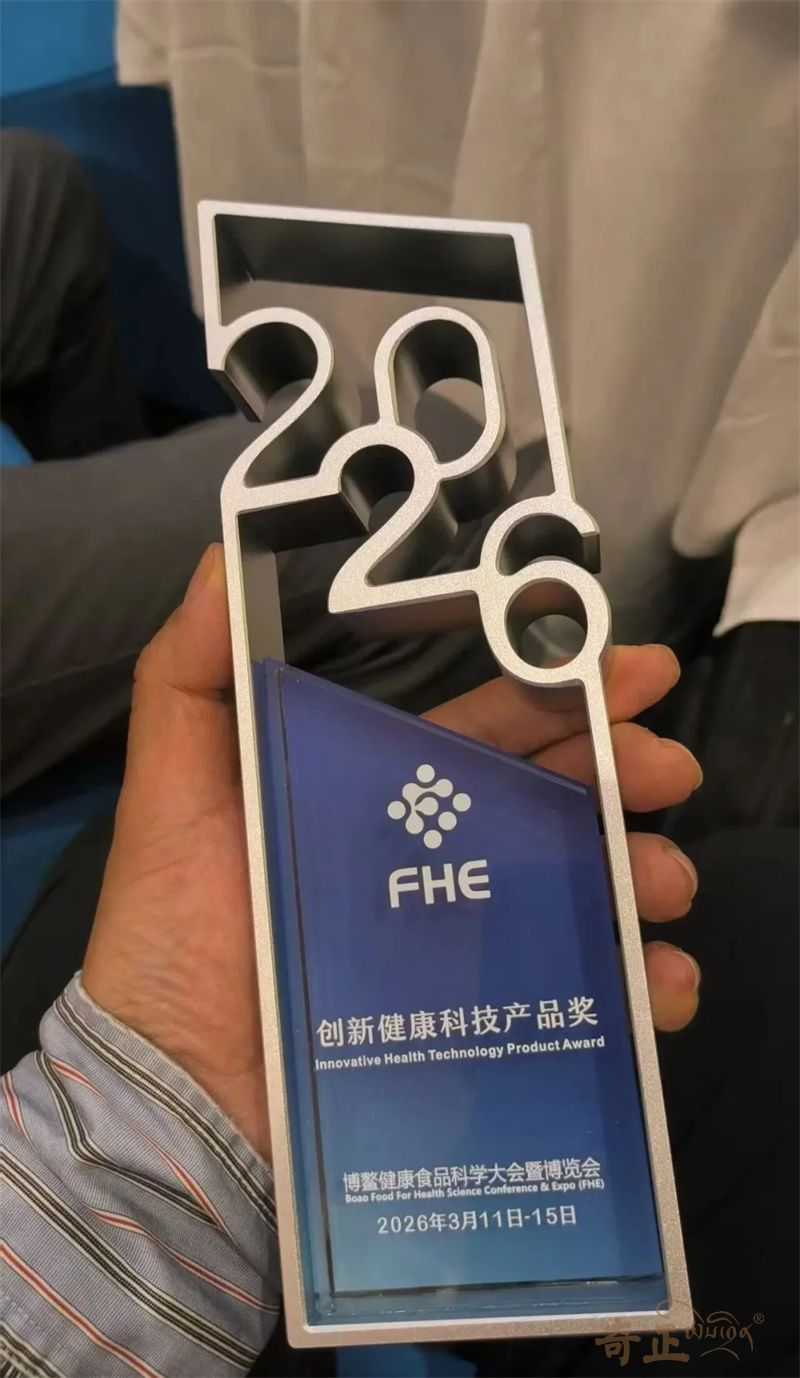 20
26
FHE
创新健康科技产品奖
Innovative Health Technology Product Award
博鳌健康食品科学大会暨博览会
Boao Food For Health Science Conference & Expo (FHE)
2026年3月11日-15日
奇正
®